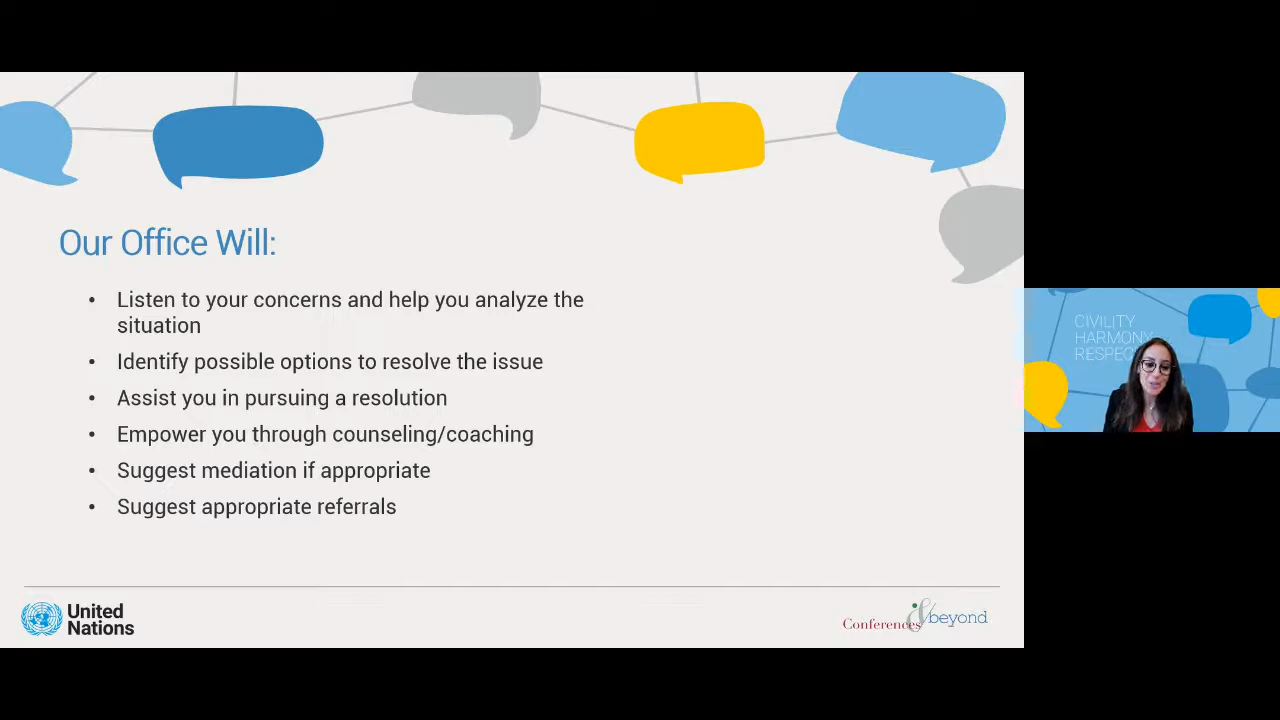 Our Office Will:
• Listen to your concerns and help you analyze the
situation
• Identify possible options to resolve the issue
• Assist you in pursuing a resolution
• Empower you through counseling/coaching
• Suggest mediation if appropriate
• Suggest appropriate referrals
United
Nations
Conferences & beyond
CIVILITY
HARMONY
RESPEC